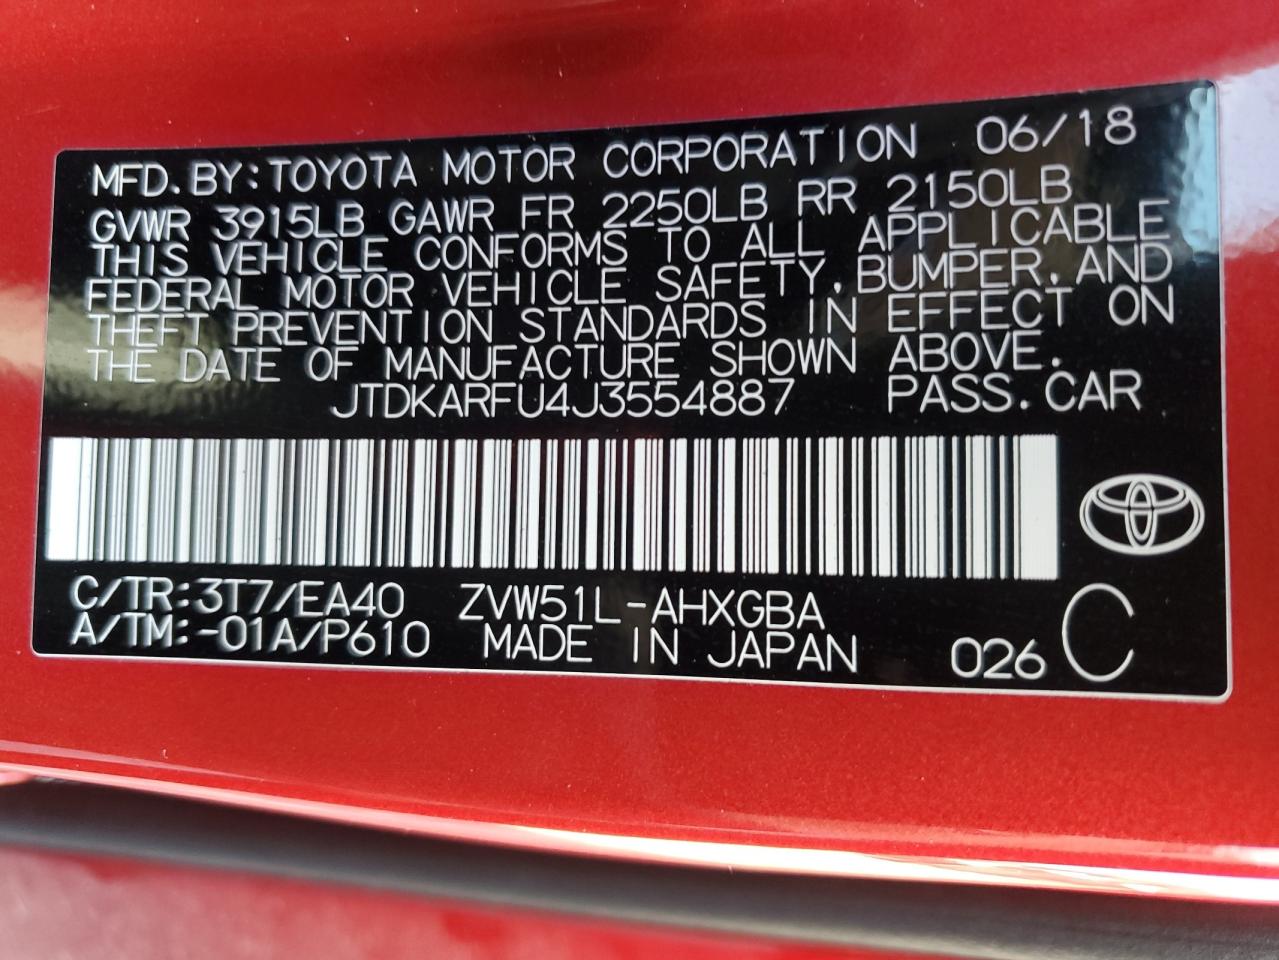 MFD. BY: TOYOTA MOTOR CORPORATION 06/18
GVWR 3915LB GAWR FR 2250LB RR 2150LB
THIS VEHICLE CONFORMS TO ALL APPLICABLE
FEDERAL MOTOR VEHICLE SAFETY, BUMPER, AND
THEFT PREVENTION STANDARDS IN EFFECT ON
THE DATE OF MANUFACTURE SHOWN ABOVE.
JTDKARFU4J3554887 PASS. CAR
C/TR: 3T7/EA40 ZVW51L-AHXGBA
A/TM: -01A/P610 MADE IN JAPAN 026 C